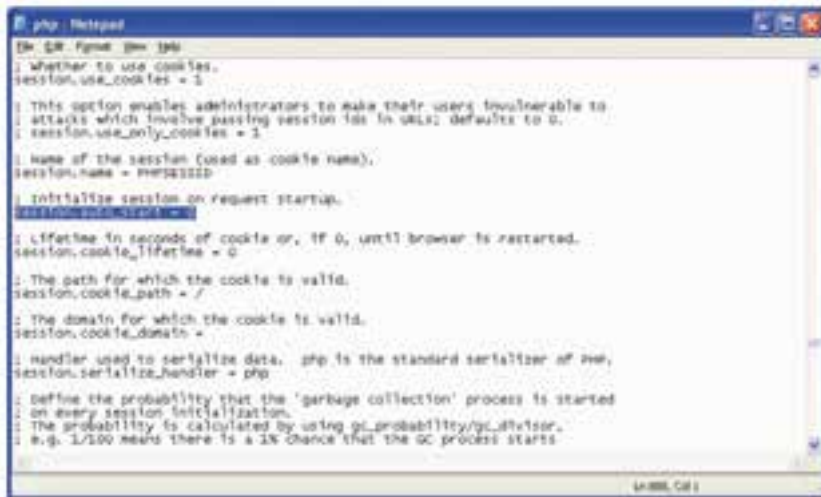 php - Notepad
File Edit Format View Help
; Whether to use cookies.
session.use_cookies = 1
; This option enables administrators to make their users invulnerable to
; attacks which involve passing session ids in URLs; defaults to 0.
; session.use_only_cookies = 1
; Name of the session (used as cookie name).
session.name = PHPSESSID
; Initialize session on request startup.
session.auto_start = 0
; Lifetime in seconds of cookie or, if 0, until browser is restarted.
session.cookie_lifetime = 0
; The path for which the cookie is valid.
session.cookie_path = /
; The domain for which the cookie is valid.
session.cookie_domain =
; Handler used to serialize data. php is the standard serializer of PHP.
session.serialize_handler = php
; Define the probability that the 'garbage collection' process is started
; on every session initialization.
; The probability is calculated by using gc_probability/gc_divisor,
; e.g. 1/100 means there is a 1% chance that the GC process starts
Col 1